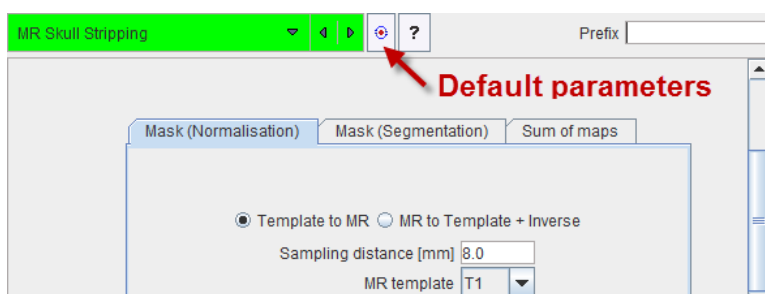 MR Skull Stripping ? Prefix
Default parameters
Mask (Normalisation) Mask (Segmentation) Sum of maps
Template to MR MR to Template + Inverse
Sampling distance [mm] 8.0
MR template T1